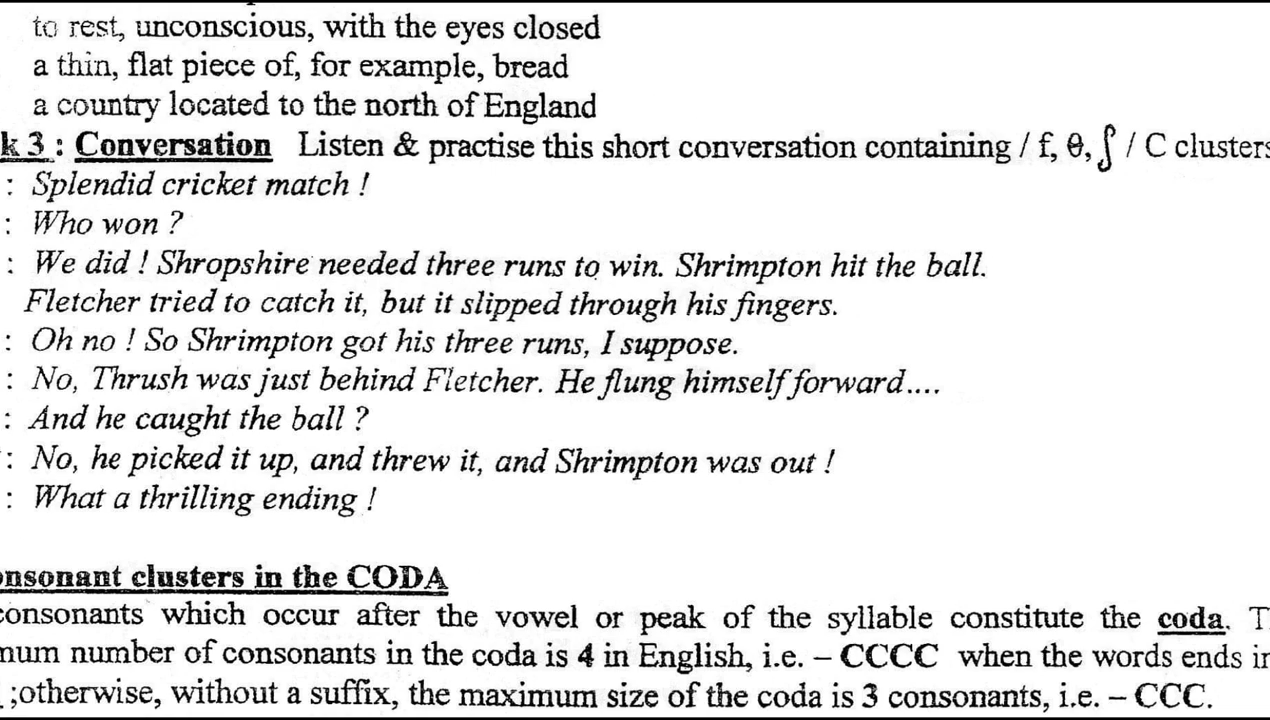 to rest, unconscious, with the eyes closed
a thin, flat piece of, for example, bread
a country located to the north of England
k 3 : Conversation Listen & practise this short conversation containing / f, θ, ʃ / C clusters
: Splendid cricket match !
: Who won ?
: We did ! Shropshire needed three runs to win. Shrimpton hit the ball.
Fletcher tried to catch it, but it slipped through his fingers.
: Oh no ! So Shrimpton got his three runs, I suppose.
: No, Thrush was just behind Fletcher. He flung himself forward....
: And he caught the ball ?
: No, he picked it up, and threw it, and Shrimpton was out !
: What a thrilling ending !
onsonant clusters in the CODA
consonants which occur after the vowel or peak of the syllable constitute the coda. T
mum number of consonants in the coda is 4 in English, i.e. – CCCC when the words ends in
;otherwise, without a suffix, the maximum size of the coda is 3 consonants, i.e. – CCC.